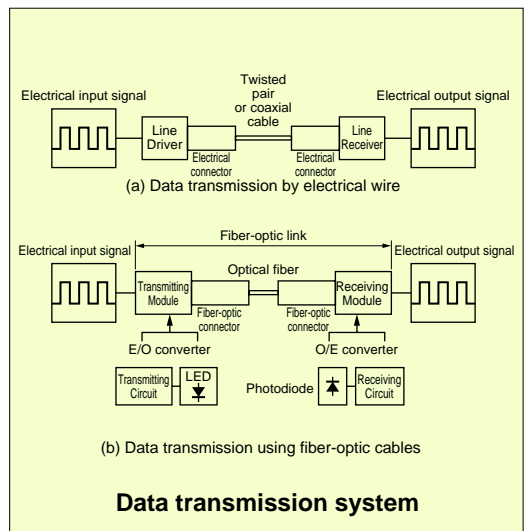 Twisted
pair
or coaxial
cable
Electrical input signal
Electrical output signal
Line
Driver
Line
Receiver
Electrical
connector
Electrical
connector
(a) Data transmission by electrical wire
Fiber-optic link
Electrical input signal
Electrical output signal
Optical fiber
Transmitting
Module
Receiving
Module
Fiber-optic
connector
Fiber-optic
connector
E/O converter
O/E converter
Transmitting
Circuit
LED
Photodiode
Receiving
Circuit
(b) Data transmission using fiber-optic cables
Data transmission system